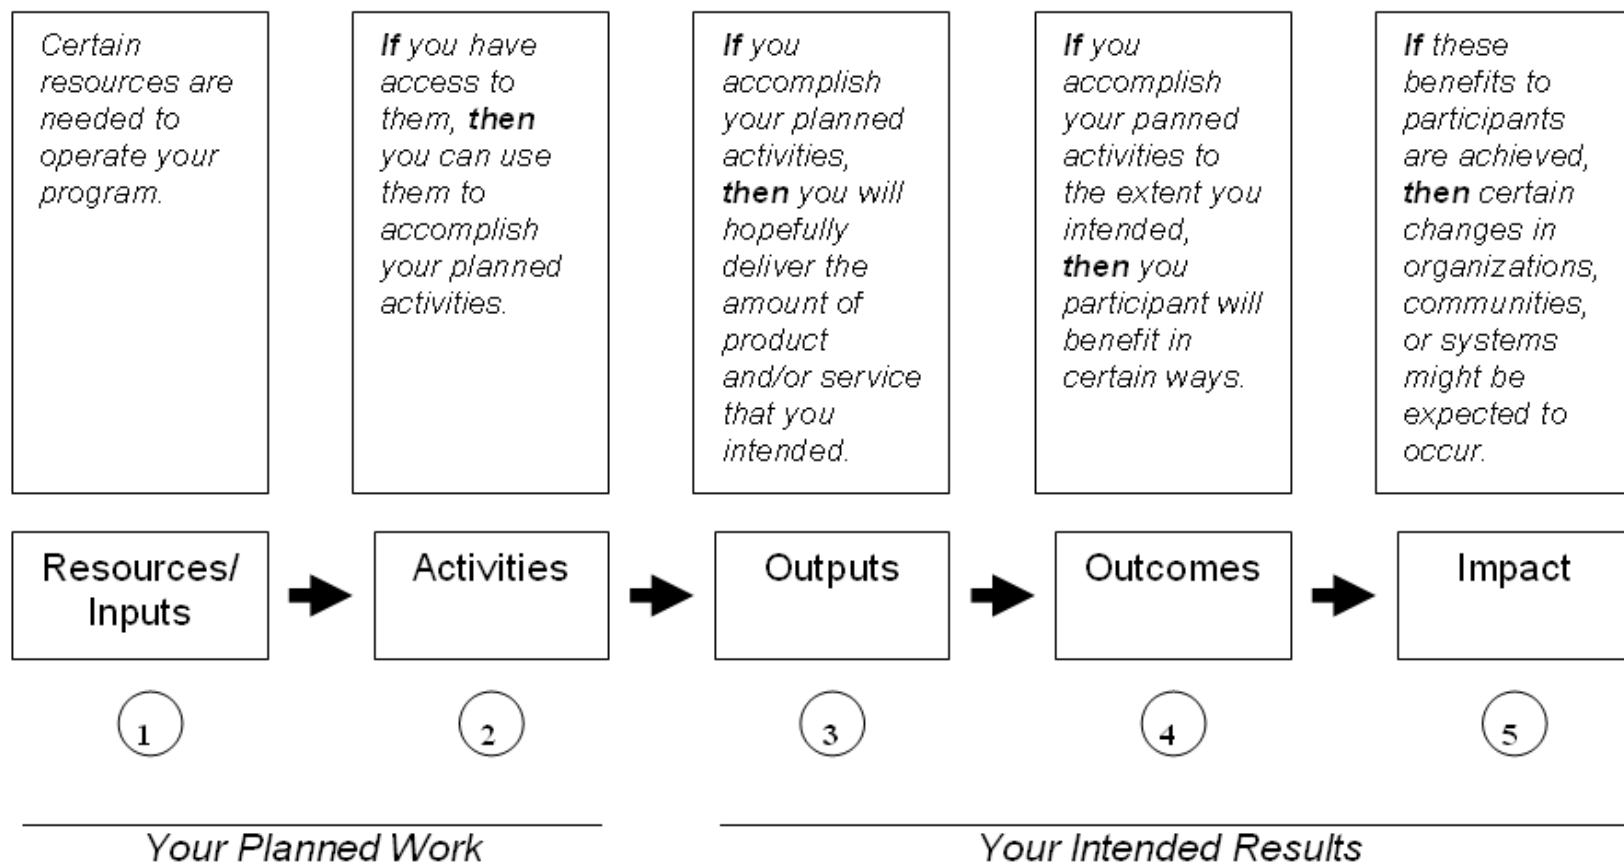 Certain
resources are
needed to
operate your
program.
If you have
access to
them, then
you can use
them to
accomplish
your planned
activities.
If you
accomplish
your planned
activities,
then you will
hopefully
deliver the
amount of
product
and/or service
that you
intended.
If you
accomplish
your panned
activities to
the extent you
intended,
then you
participant will
benefit in
certain ways.
If these
benefits to
participants
are achieved,
then certain
changes in
organizations,
communities,
or systems
might be
expected to
occur.
Resources/
Inputs
Activities
Outputs
Outcomes
Impact
1
2
3
4
5
Your Planned Work
Your Intended Results